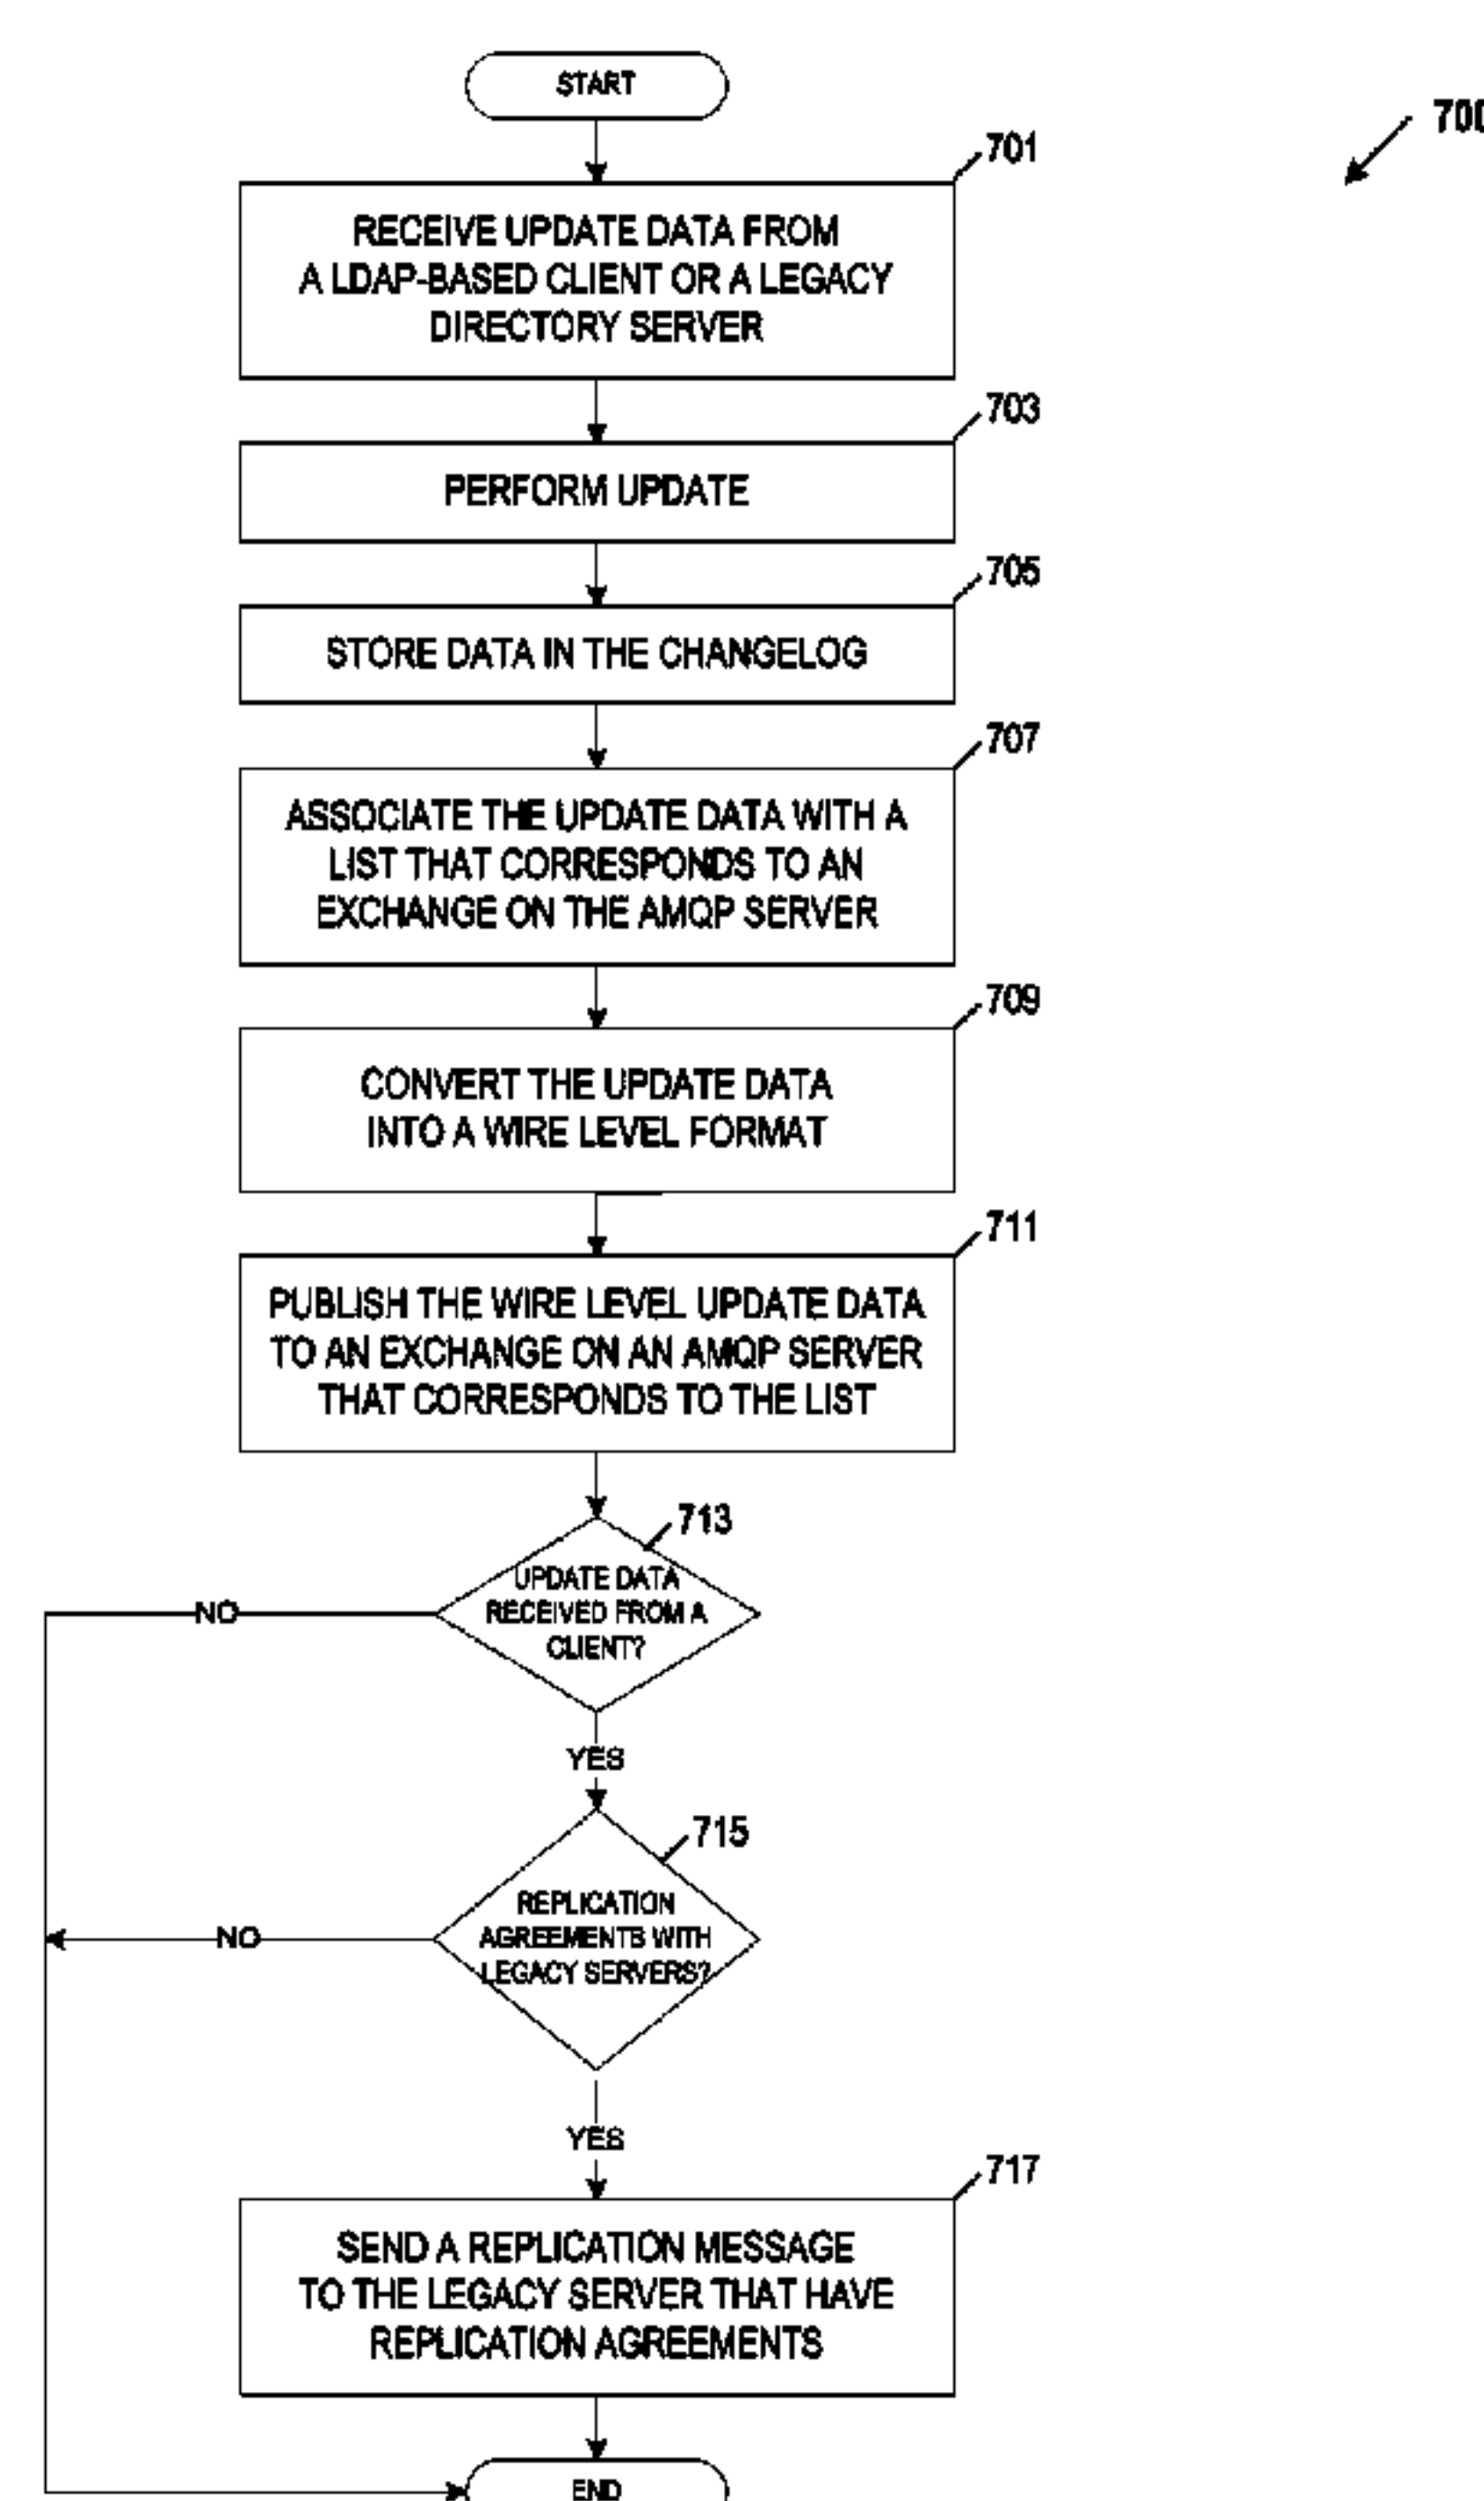 START
700
701
RECEIVE UPDATE DATA FROM
A LDAP-BASED CLIENT OR A LEGACY
DIRECTORY SERVER
703
PERFORM UPDATE
705
STORE DATA IN THE CHANGELOG
707
ASSOCIATE THE UPDATE DATA WITH A
LIST THAT CORRESPONDS TO AN
EXCHANGE ON THE AMQP SERVER
709
CONVERT THE UPDATE DATA
INTO A WIRE LEVEL FORMAT
711
PUBLISH THE WIRE LEVEL UPDATE DATA
TO AN EXCHANGE ON AN AMQP SERVER
THAT CORRESPONDS TO THE LIST
713
UPDATE DATA
RECEIVED FROM A
CLIENT?
NO
YES
715
REPLICATION
AGREEMENTS WITH
LEGACY SERVERS?
NO
YES
717
SEND A REPLICATION MESSAGE
TO THE LEGACY SERVER THAT HAVE
REPLICATION AGREEMENTS
END